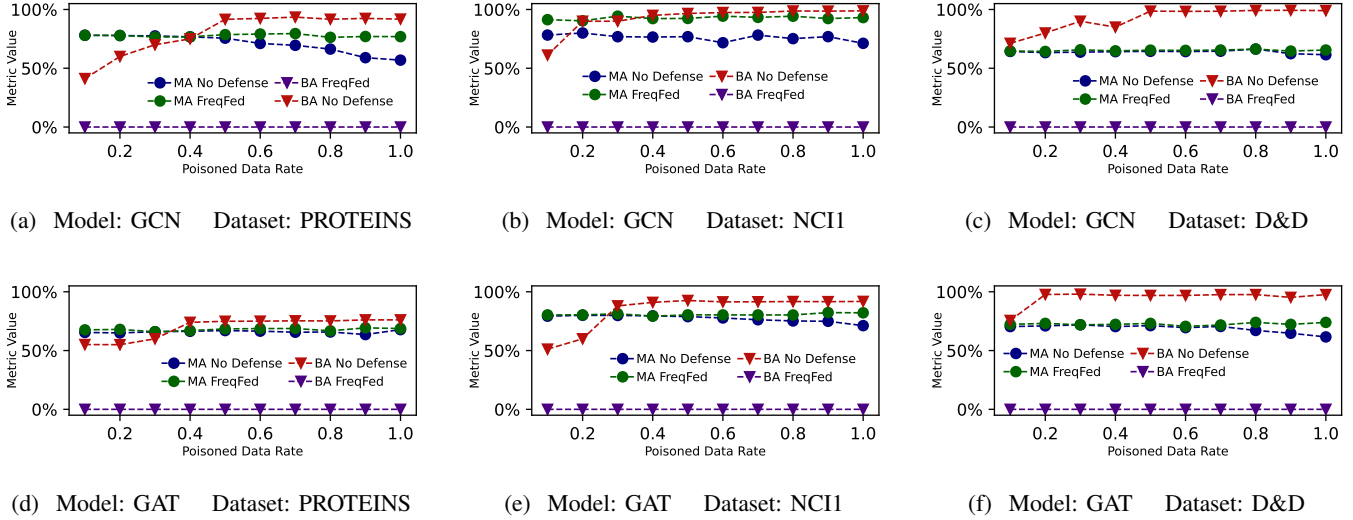 100%
50%
0%
Metric Value
MA No Defense
MA FreqFed
BA FreqFed
BA No Defense
0.2 0.4 0.6 0.8 1.0
Poisoned Data Rate
(a) Model: GCN Dataset: PROTEINS
100%
50%
0%
Metric Value
MA No Defense
MA FreqFed
BA No Defense
BA FreqFed
0.2 0.4 0.6 0.8 1.0
Poisoned Data Rate
(b) Model: GCN Dataset: NCI1
100%
50%
0%
Metric Value
MA No Defense
MA FreqFed
BA No Defense
BA FreqFed
0.2 0.4 0.6 0.8 1.0
Poisoned Data Rate
(c) Model: GCN Dataset: D&D
100%
50%
0%
Metric Value
MA No Defense
MA FreqFed
BA No Defense
BA FreqFed
0.2 0.4 0.6 0.8 1.0
Poisoned Data Rate
(d) Model: GAT Dataset: PROTEINS
100%
50%
0%
Metric Value
MA No Defense
MA FreqFed
BA No Defense
BA FreqFed
0.2 0.4 0.6 0.8 1.0
Poisoned Data Rate
(e) Model: GAT Dataset: NCI1
100%
50%
0%
Metric Value
MA No Defense
MA FreqFed
BA No Defense
BA FreqFed
0.2 0.4 0.6 0.8 1.0
Poisoned Data Rate
(f) Model: GAT Dataset: D&D